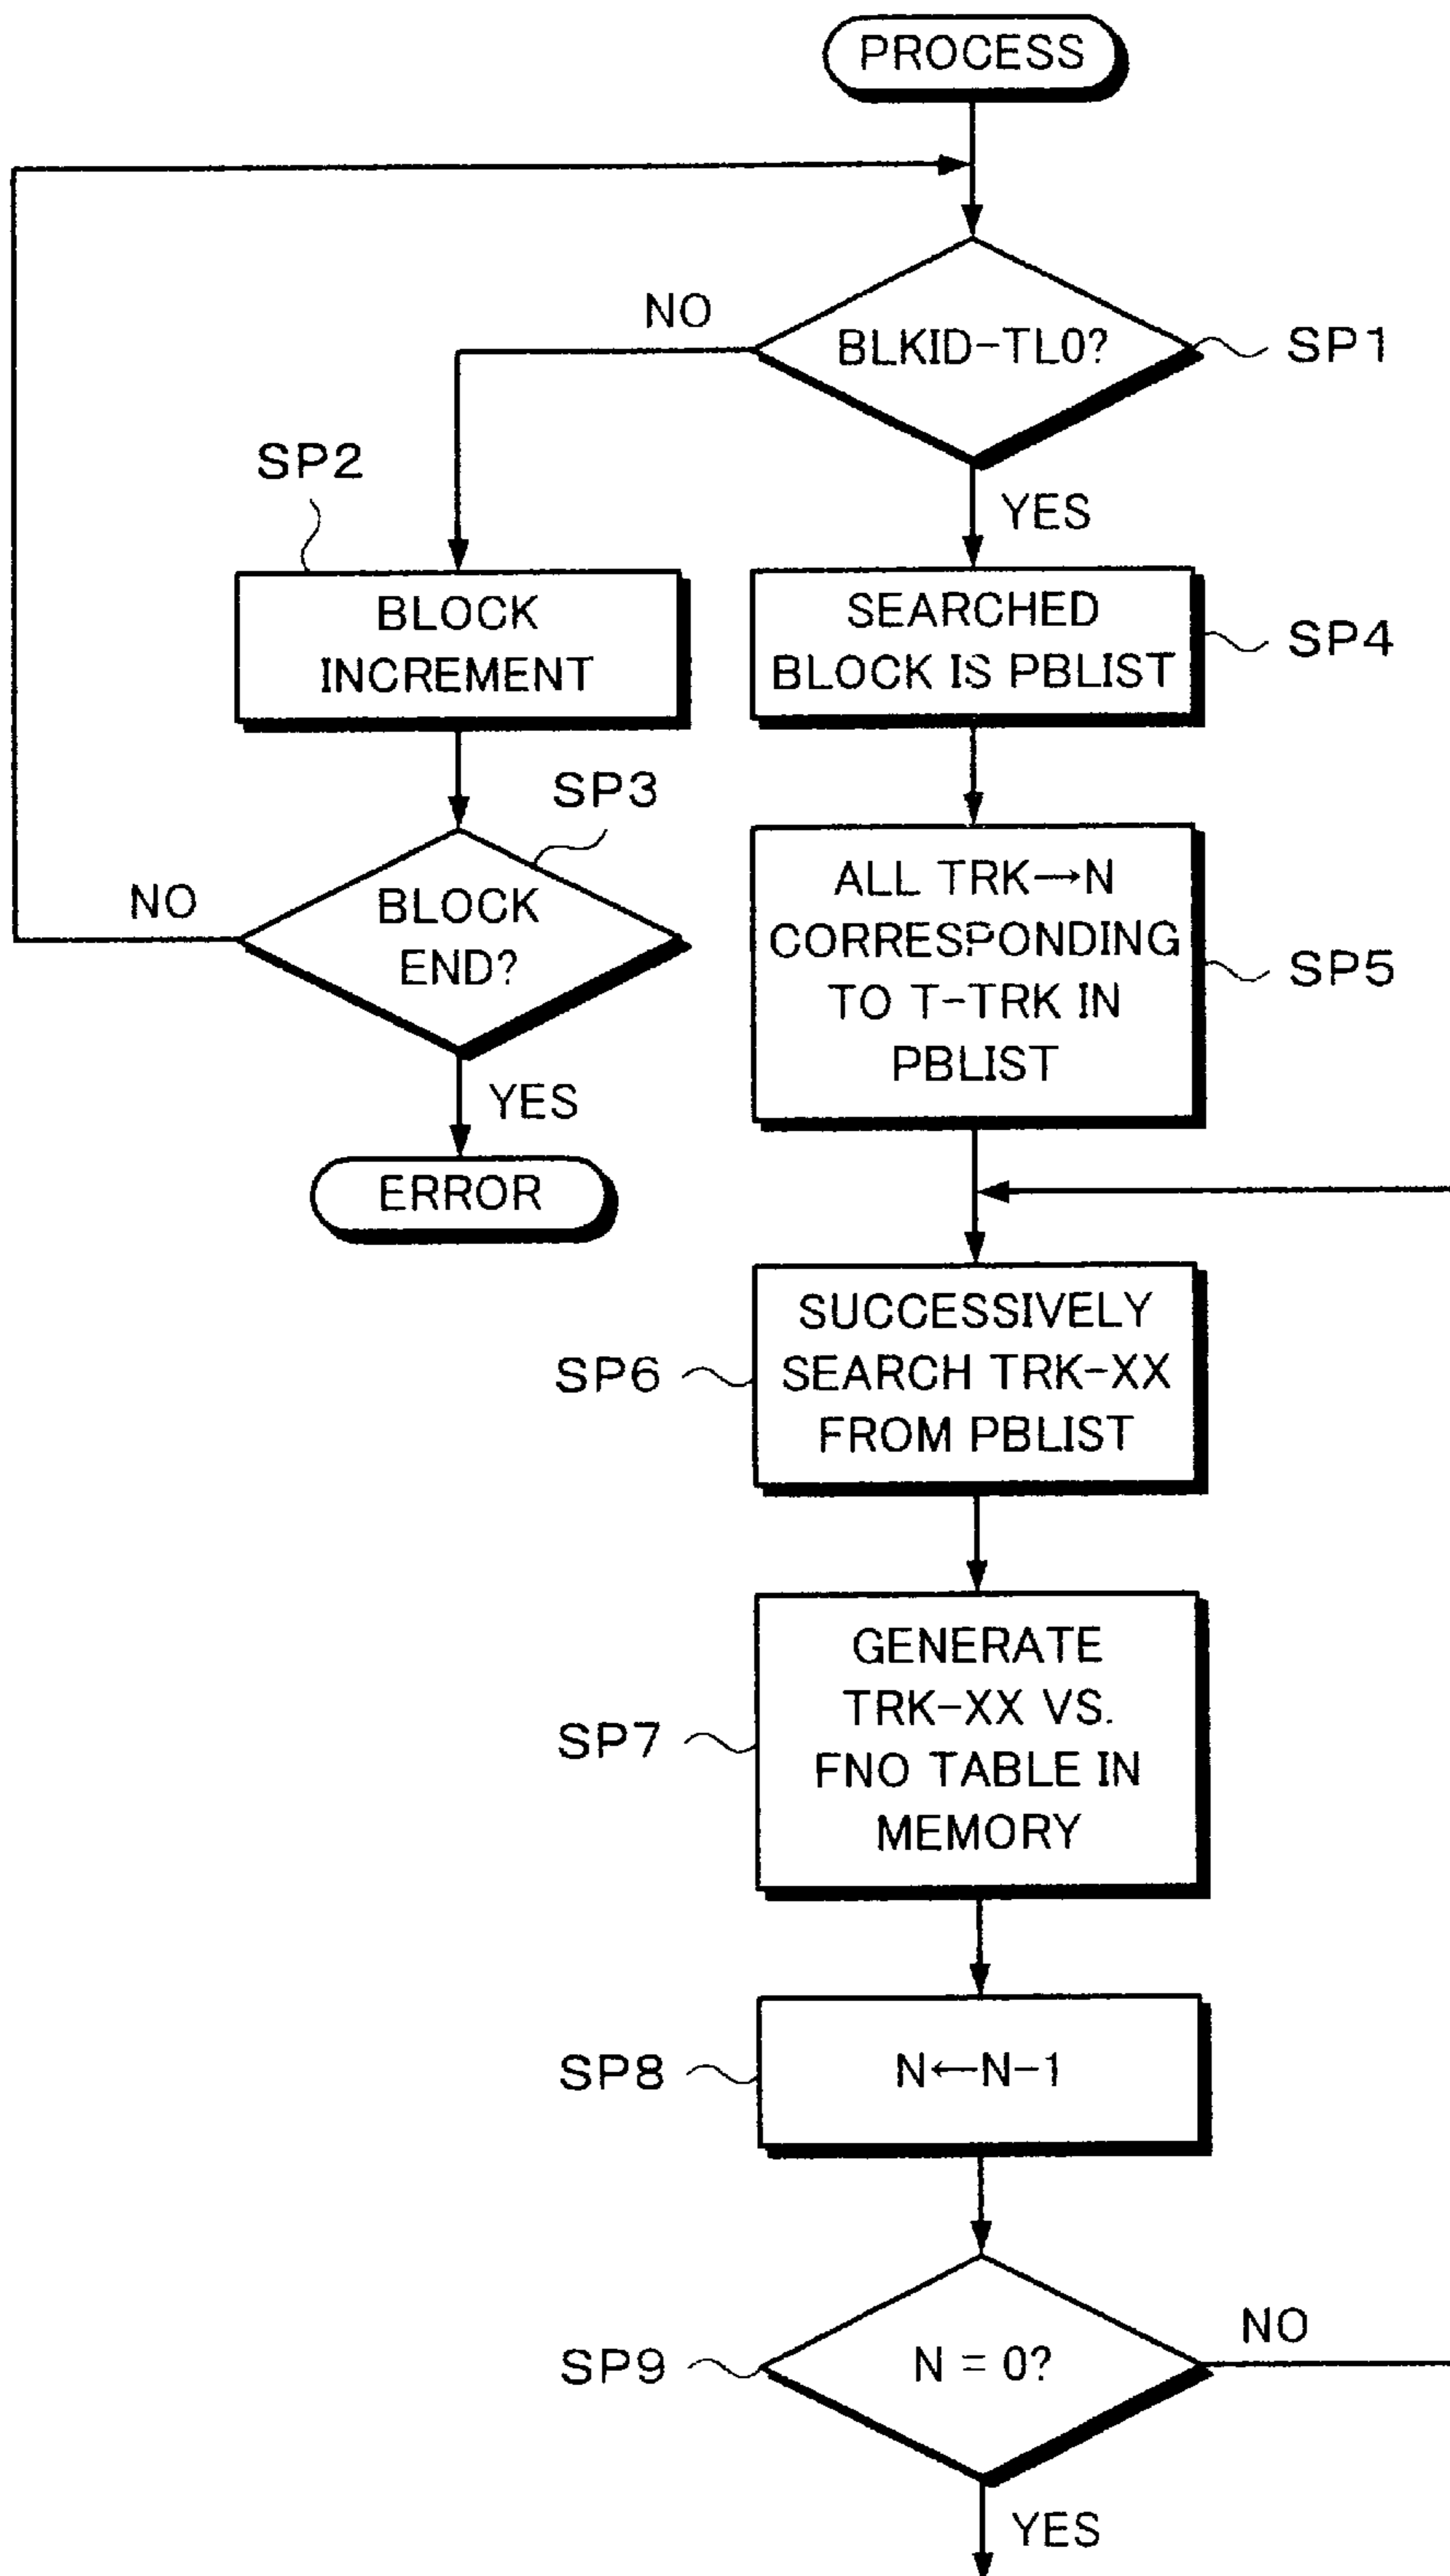 PROCESS
NO
BLKID-TL0?
SP1
SP2
YES
BLOCK
INCREMENT
SEARCHED
BLOCK IS PBLIST
SP4
SP3
NO
BLOCK
END?
ALL TRK→N
CORRESPONDING
TO T-TRK IN
PBLIST
SP5
YES
ERROR
SUCCESSIVELY
SEARCH TRK-XX
FROM PBLIST
SP6
GENERATE
TRK-XX VS.
FNO TABLE IN
MEMORY
SP7
SP8
N←N-1
SP9
N = 0?
NO
YES